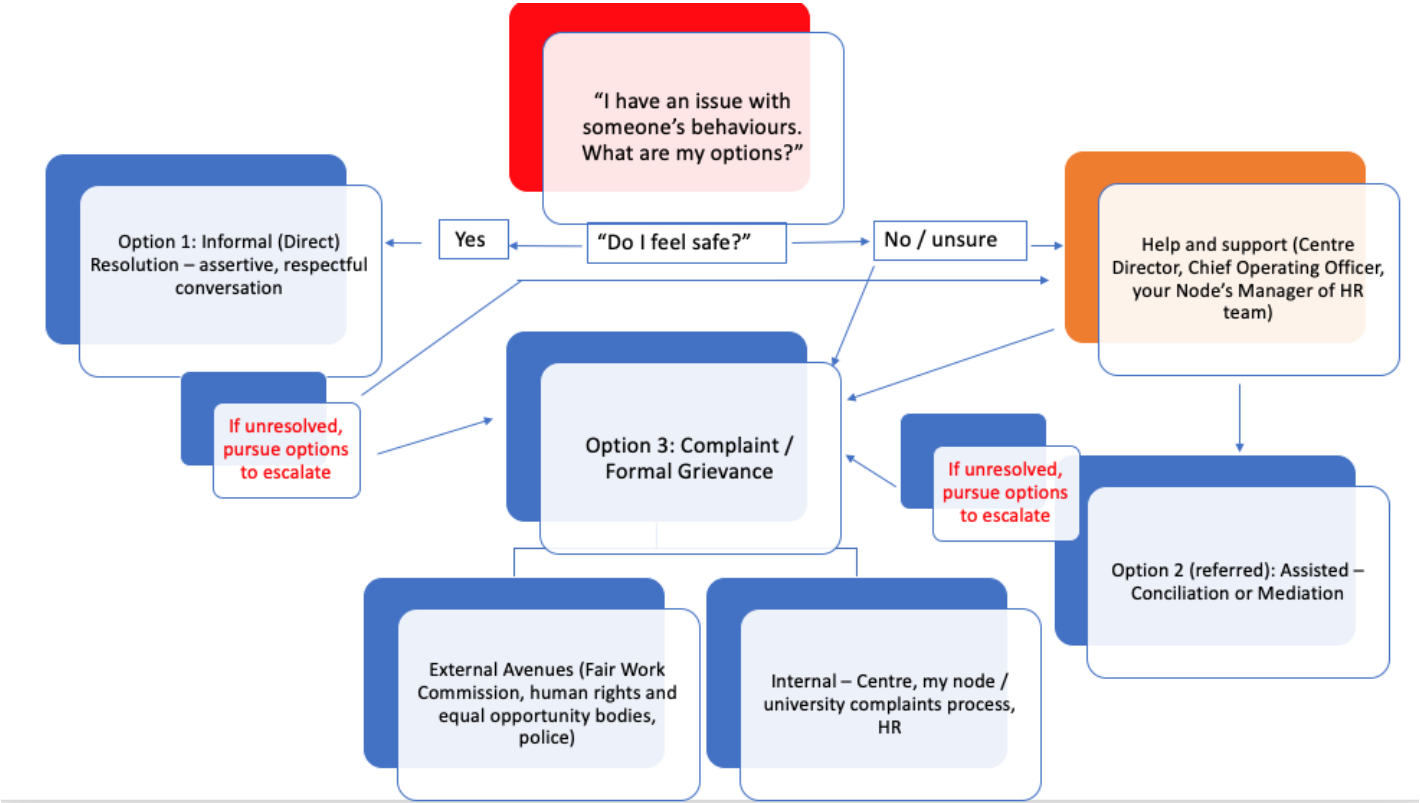 “I have an issue with
someone’s behaviours.
What are my options?”
“Do I feel safe?”
Yes
No / unsure
Option 1: Informal (Direct)
Resolution – assertive, respectful
conversation
Help and support (Centre
Director, Chief Operating Officer,
your Node’s Manager of HR
team)
If unresolved,
pursue options
to escalate
Option 3: Complaint /
Formal Grievance
If unresolved,
pursue options
to escalate
Option 2 (referred): Assisted –
Conciliation or Mediation
External Avenues (Fair Work
Commission, human rights and
equal opportunity bodies,
police)
Internal – Centre, my node /
university complaints process,
HR